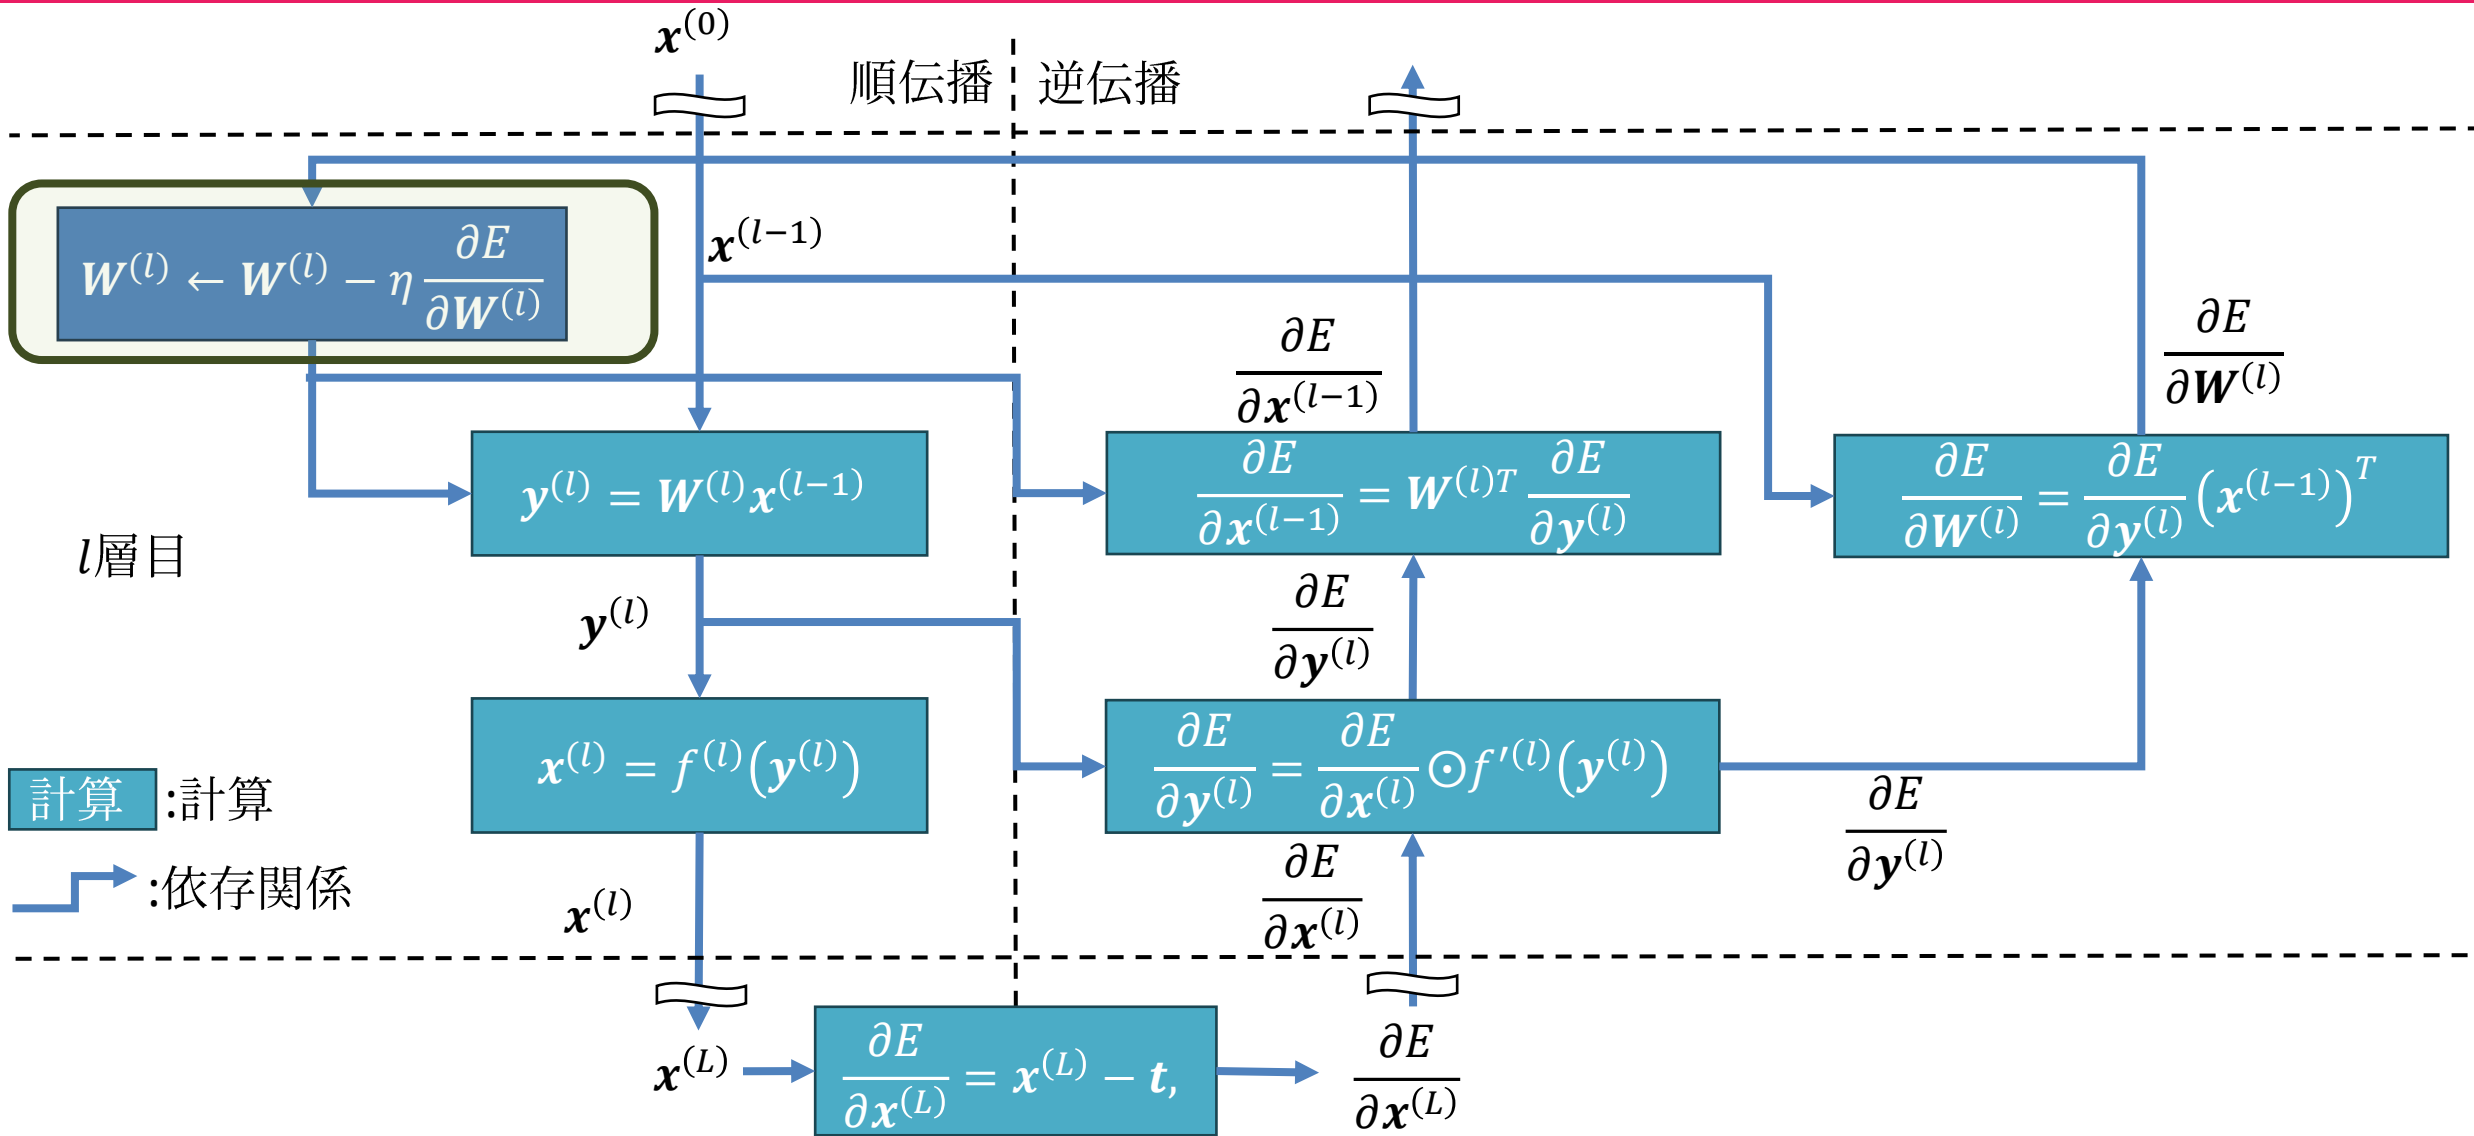 x^(0)
順伝播
逆伝播
W^(l) ← W^(l) − η ∂E/∂W^(l)
x^(l−1)
∂E/∂x^(l−1)
∂E/∂W^(l)
y^(l) = W^(l) x^(l−1)
∂E/∂x^(l−1) = W^(l)T ∂E/∂y^(l)
∂E/∂W^(l) = ∂E/∂y^(l) (x^(l−1))^T
l層目
y^(l)
∂E/∂y^(l)
x^(l) = f^(l)(y^(l))
∂E/∂y^(l) = ∂E/∂x^(l) ⊙ f′^(l)(y^(l))
∂E/∂y^(l)
計算 :計算
:依存関係
x^(l)
∂E/∂x^(l)
x^(L)
∂E/∂x^(L) = x^(L) − t,
∂E/∂x^(L)